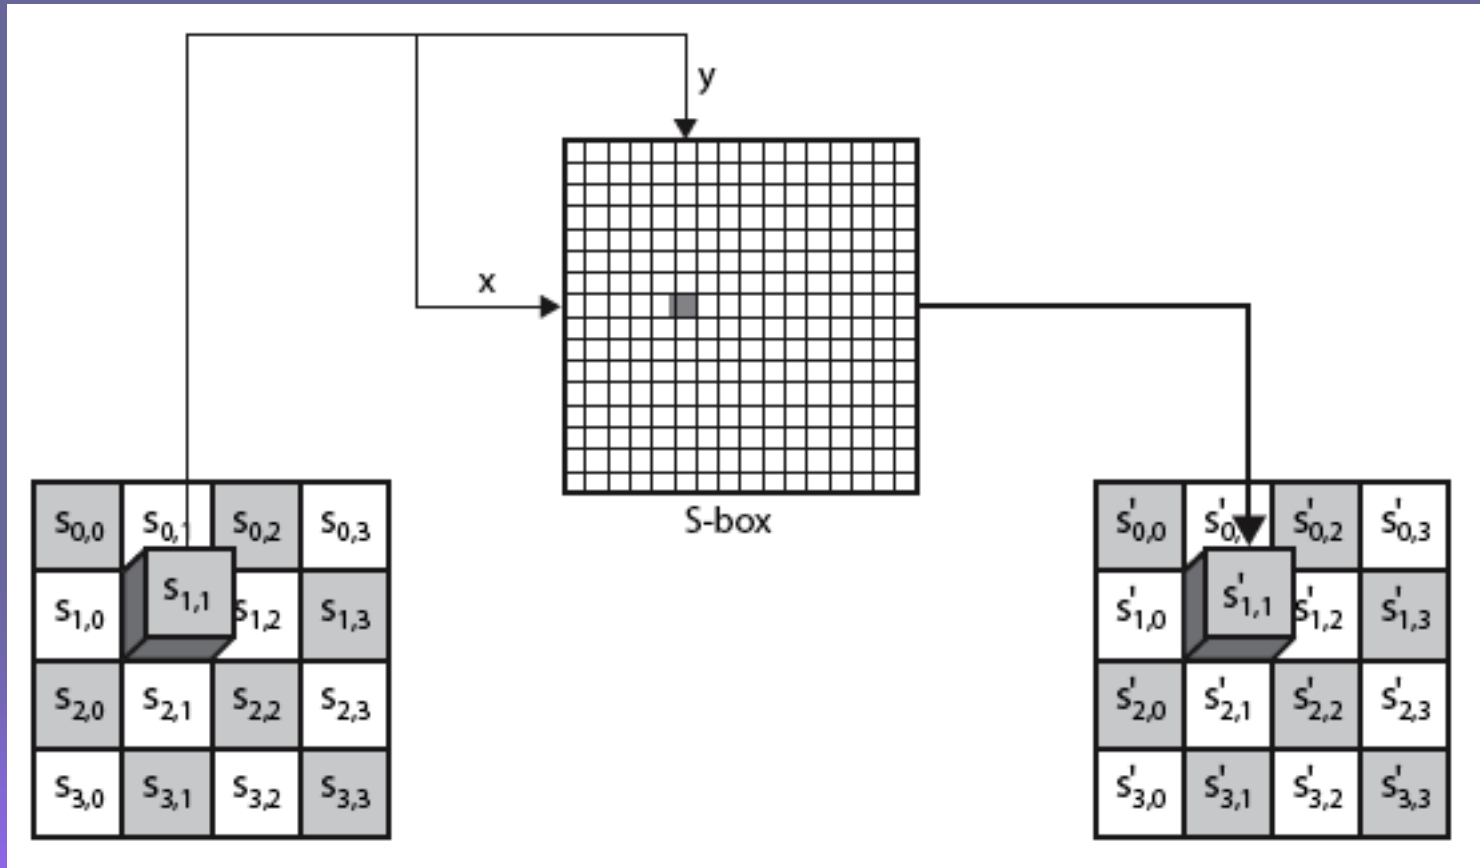 y
x
S-box
s0,0 s0,1 s0,2 s0,3
s1,0 s1,1 s1,2 s1,3
s2,0 s2,1 s2,2 s2,3
s3,0 s3,1 s3,2 s3,3
s'0,0 s'0, s'0,2 s'0,3
s'1,0 s'1,1 s'1,2 s'1,3
s'2,0 s'2,1 s'2,2 s'2,3
s'3,0 s'3,1 s'3,2 s'3,3